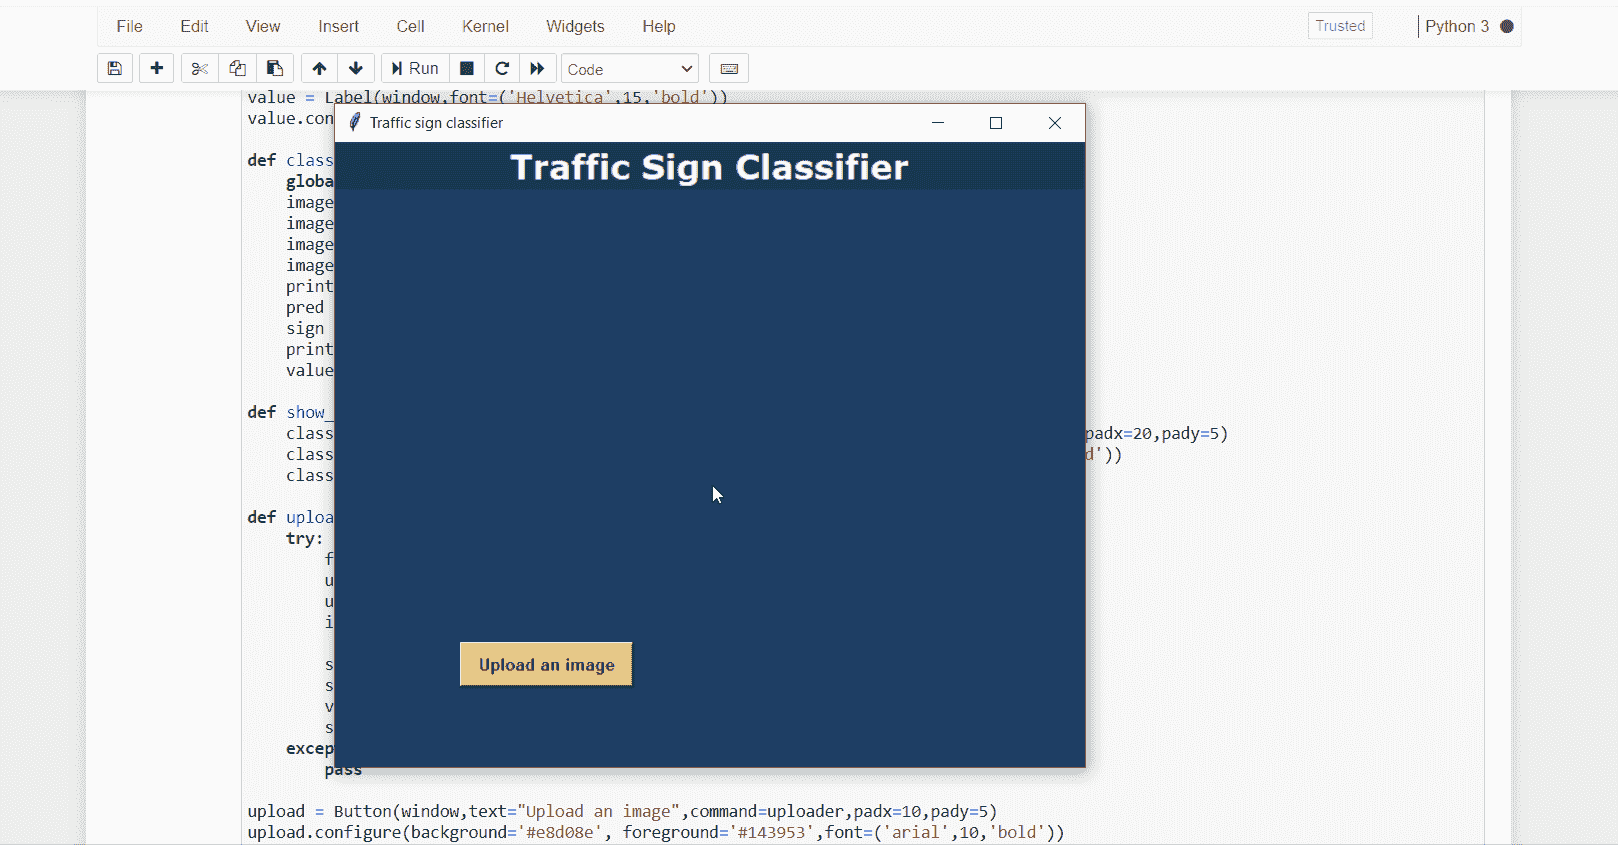 File Edit View Insert Cell Kernel Widgets Help Trusted Python 3
Run Code
value = Label(window,font=('Helvetica',15,'bold'))
value.con
Traffic sign classifier
Traffic Sign Classifier
def class
globa
image
image
image
image
print
pred
sign
print
value
def show_
class padx=20,pady=5)
class d'))
class
def uploa
try:
f
u
u
i
Upload an image
s
s
v
s
excep
pass
upload = Button(window,text="Upload an image",command=uploader,padx=10,pady=5)
upload.configure(background='#e8d08e', foreground='#143953',font=('arial',10,'bold'))